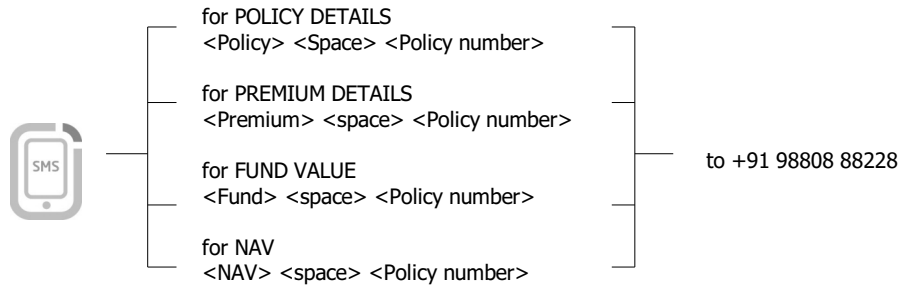 for POLICY DETAILS
<Policy> <Space> <Policy number>
for PREMIUM DETAILS
<Premium> <space> <Policy number>
SMS
for FUND VALUE
<Fund> <space> <Policy number>
to +91 98808 88228
for NAV
<NAV> <space> <Policy number>